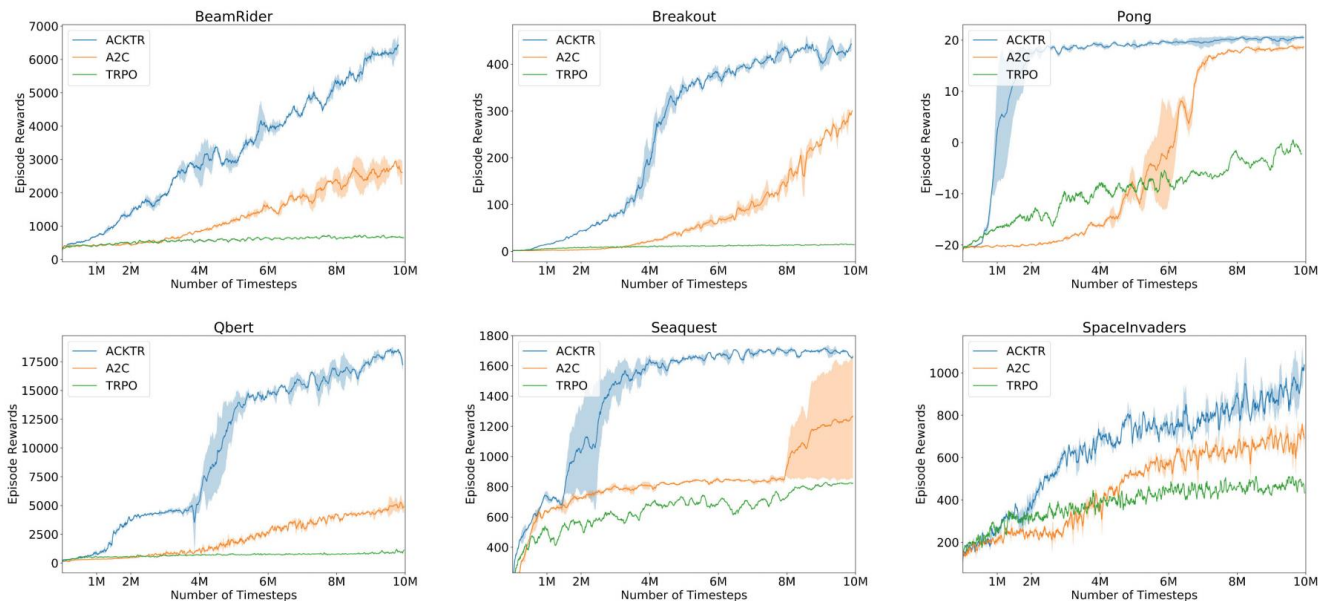 BeamRider
7000
6000
5000
4000
3000
2000
1000
0
Episode Rewards
ACKTR
A2C
TRPO
1M 2M 4M 6M 8M 10M
Number of Timesteps
Breakout
400
300
200
100
0
Episode Rewards
ACKTR
A2C
TRPO
1M 2M 4M 6M 8M 10M
Number of Timesteps
Pong
20
10
0
−10
−20
Episode Rewards
ACKTR
A2C
TRPO
1M 2M 4M 6M 8M 10M
Number of Timesteps
Qbert
17500
15000
12500
10000
7500
5000
2500
0
Episode Rewards
ACKTR
A2C
TRPO
1M 2M 4M 6M 8M 10M
Number of Timesteps
Seaquest
1800
1600
1400
1200
1000
800
600
400
Episode Rewards
ACKTR
A2C
TRPO
1M 2M 4M 6M 8M 10M
Number of Timesteps
SpaceInvaders
1000
800
600
400
200
Episode Rewards
ACKTR
A2C
TRPO
1M 2M 4M 6M 8M 10M
Number of Timesteps